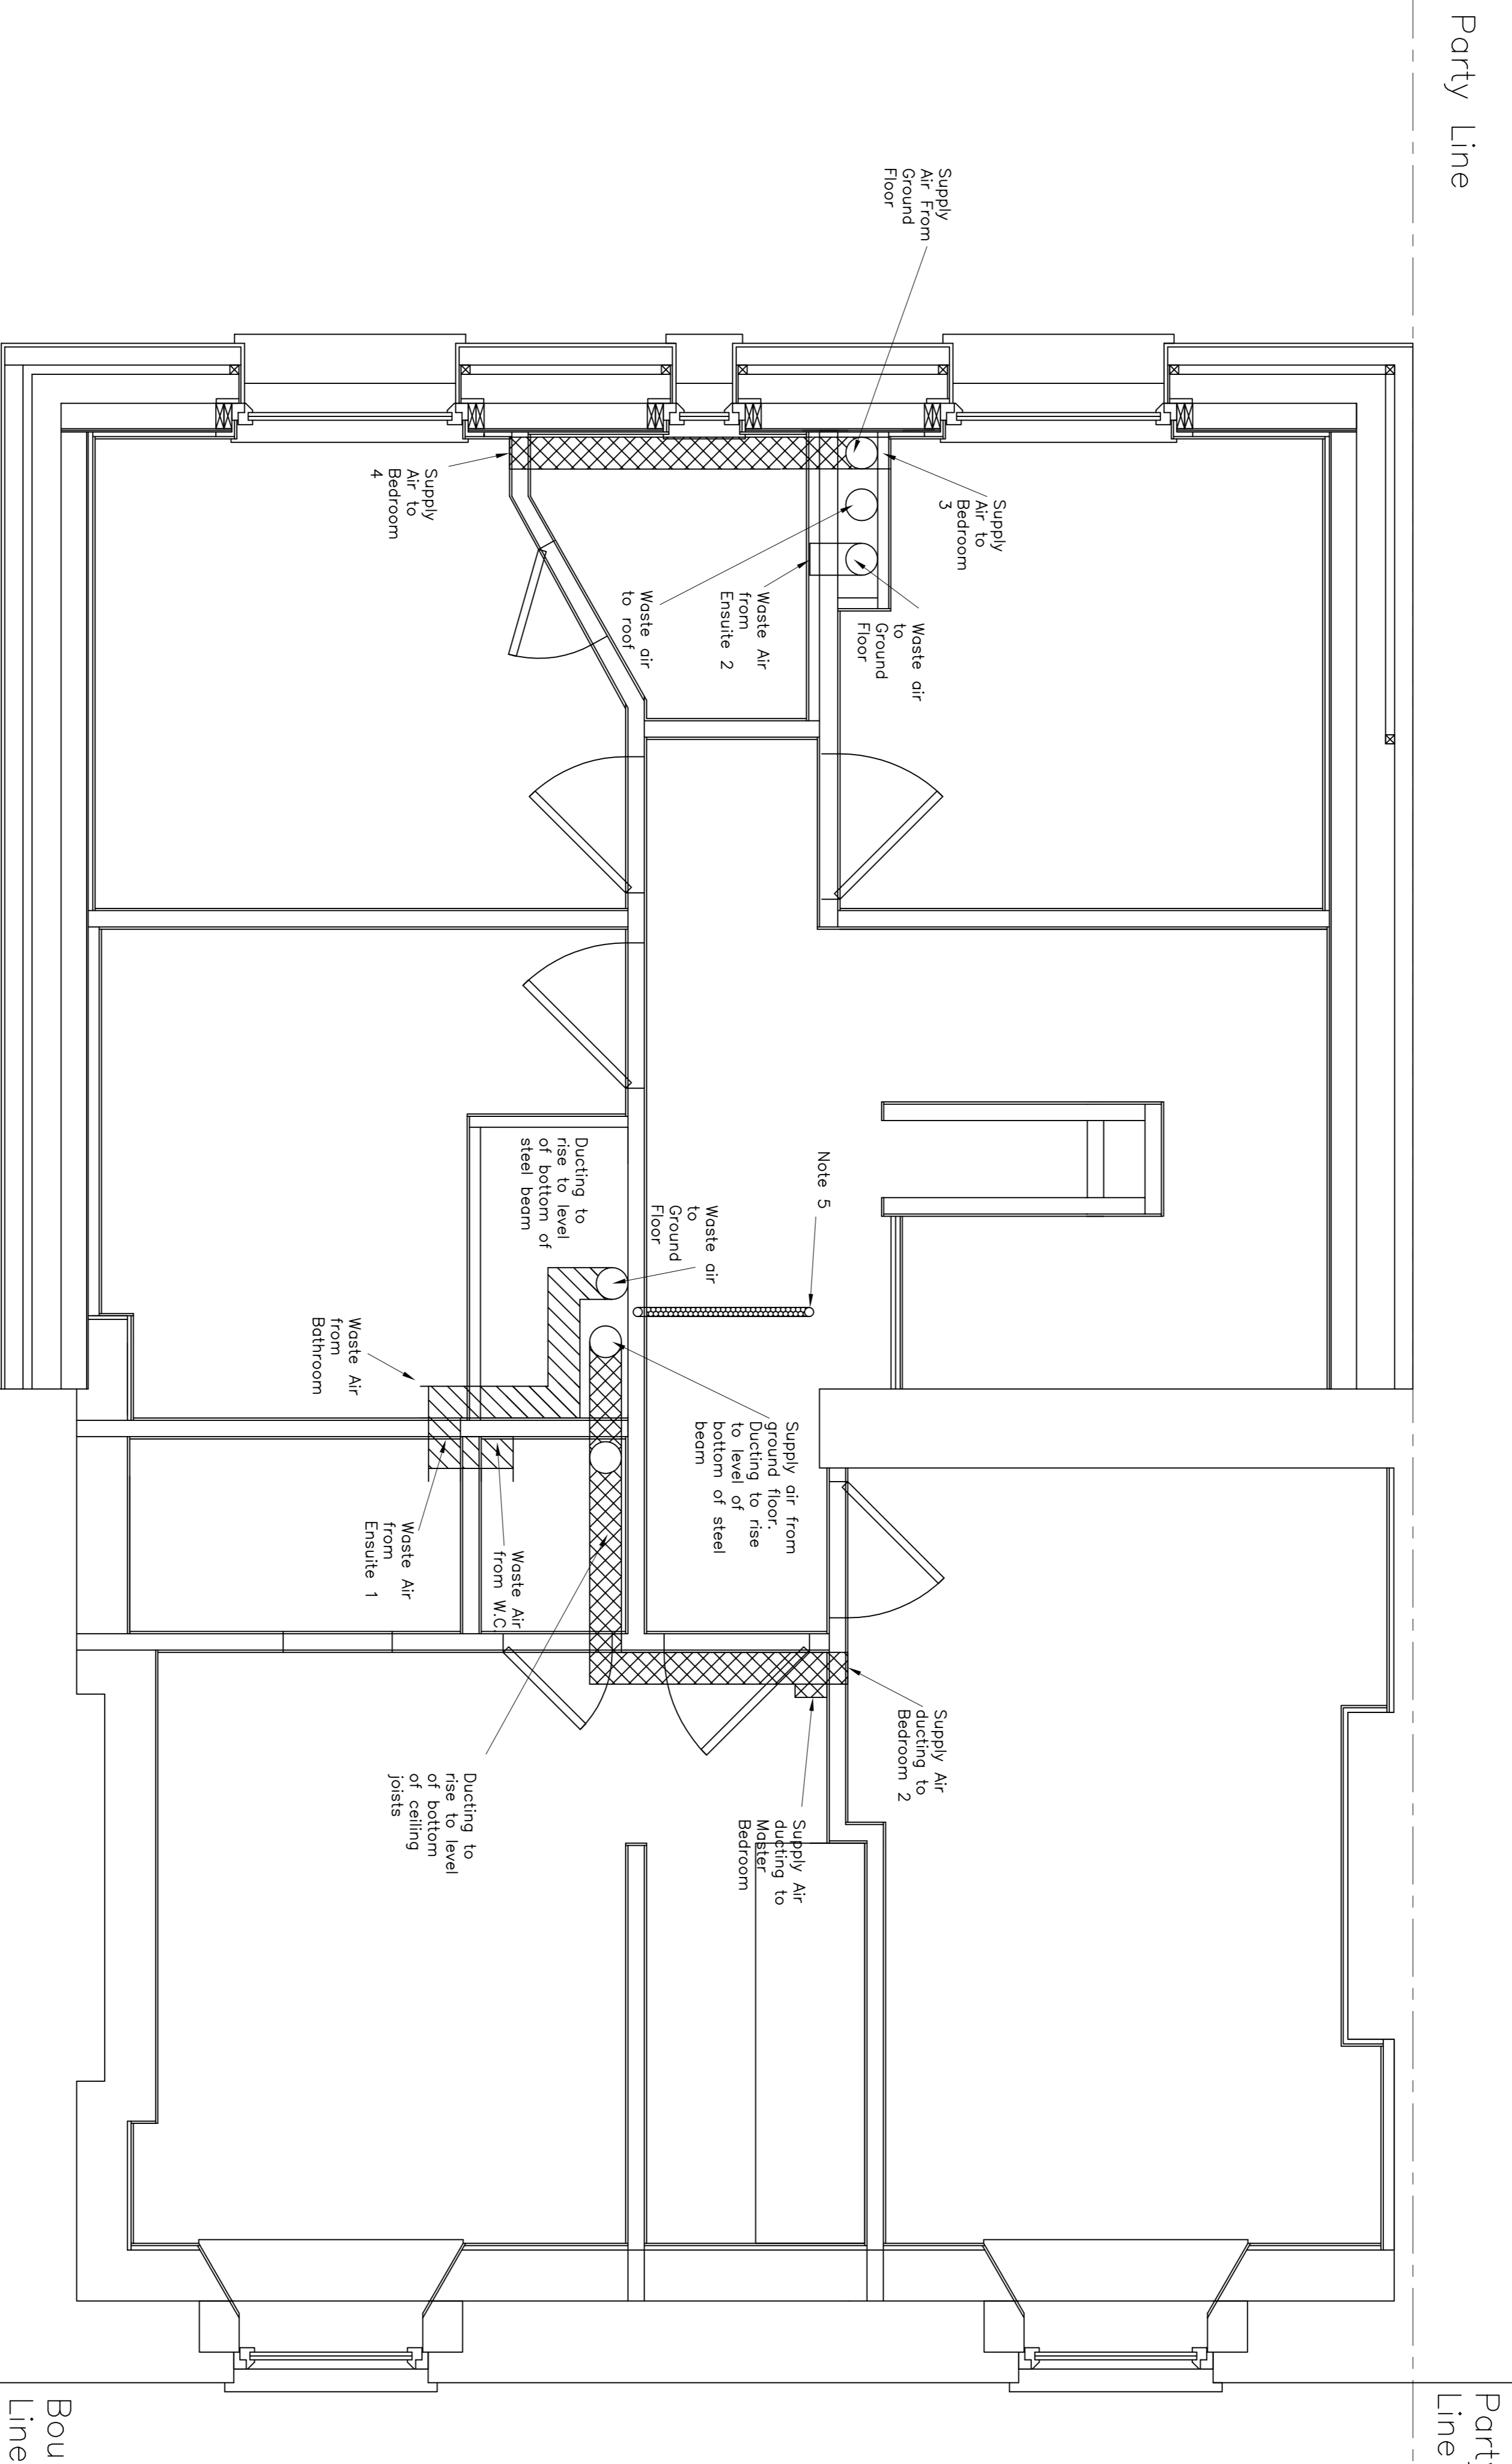 Party Line
Supply
Air From
Ground
Floor
Supply
Air to
Bedroom
3
Supply
Air to
Bedroom
4
Waste air
to
Ground
Floor
Waste Air
from
Ensuite 2
Waste air
to roof
Note 5
Waste air
to
Ground
Floor
Ducting to
rise to level
of bottom of
steel beam
Waste Air
from
Bathroom
Supply air from
ground floor.
Ducting to rise
to level of
bottom of steel
beam
Waste Air
from W.C.
Waste Air
from
Ensuite 1
Supply Air
ducting to
Bedroom 2
Supply Air
ducting to
Master
Bedroom
Ducting to
rise to level
of bottom
of ceiling
joists
Part
Line
Bou
Line